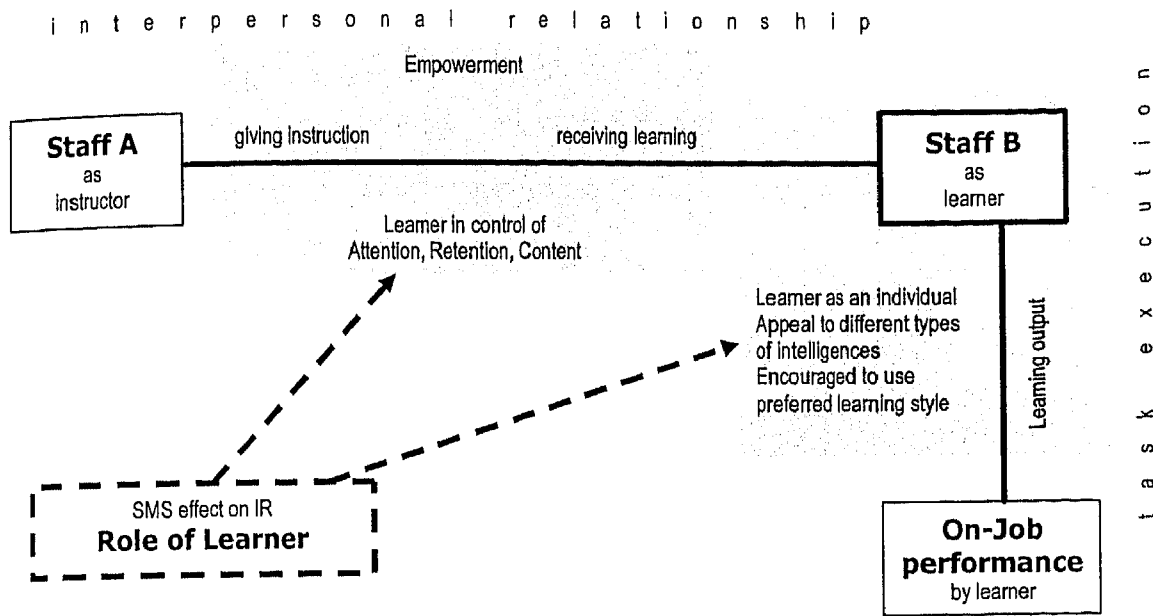 interpersonal relationship
Empowerment
Staff A
as
instructor
giving instruction
receiving learning
Staff B
as
learner
task execution
Learner in control of
Attention, Retention, Content
Learner as an individual
Appeal to different types
of intelligences
Encouraged to use
preferred learning style
Learning output
SMS effect on IR
Role of Learner
On-Job
performance
by learner